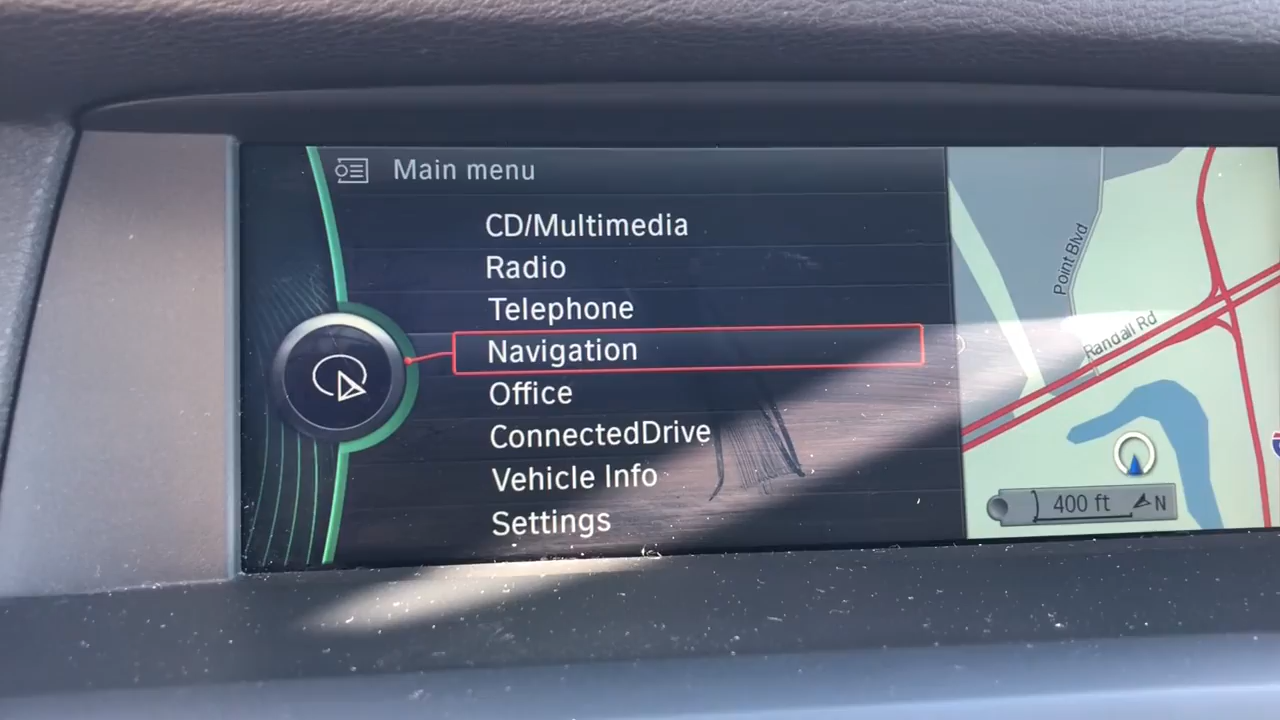 Main menu
CD/Multimedia
Radio
Telephone
Navigation
Office
ConnectedDrive
Vehicle Info
Settings
Point Blvd
Randall Rd
400 ft
N